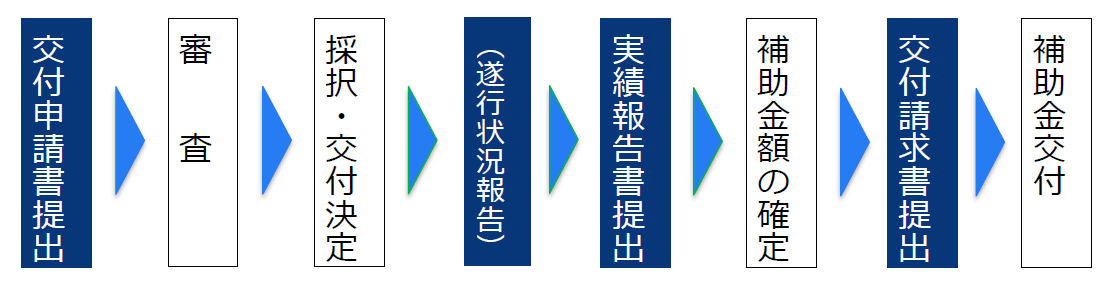 交付申請書提出
審査
採択・交付決定
（遂行状況報告）
実績報告書提出
補助金額の確定
交付請求書提出
補助金交付